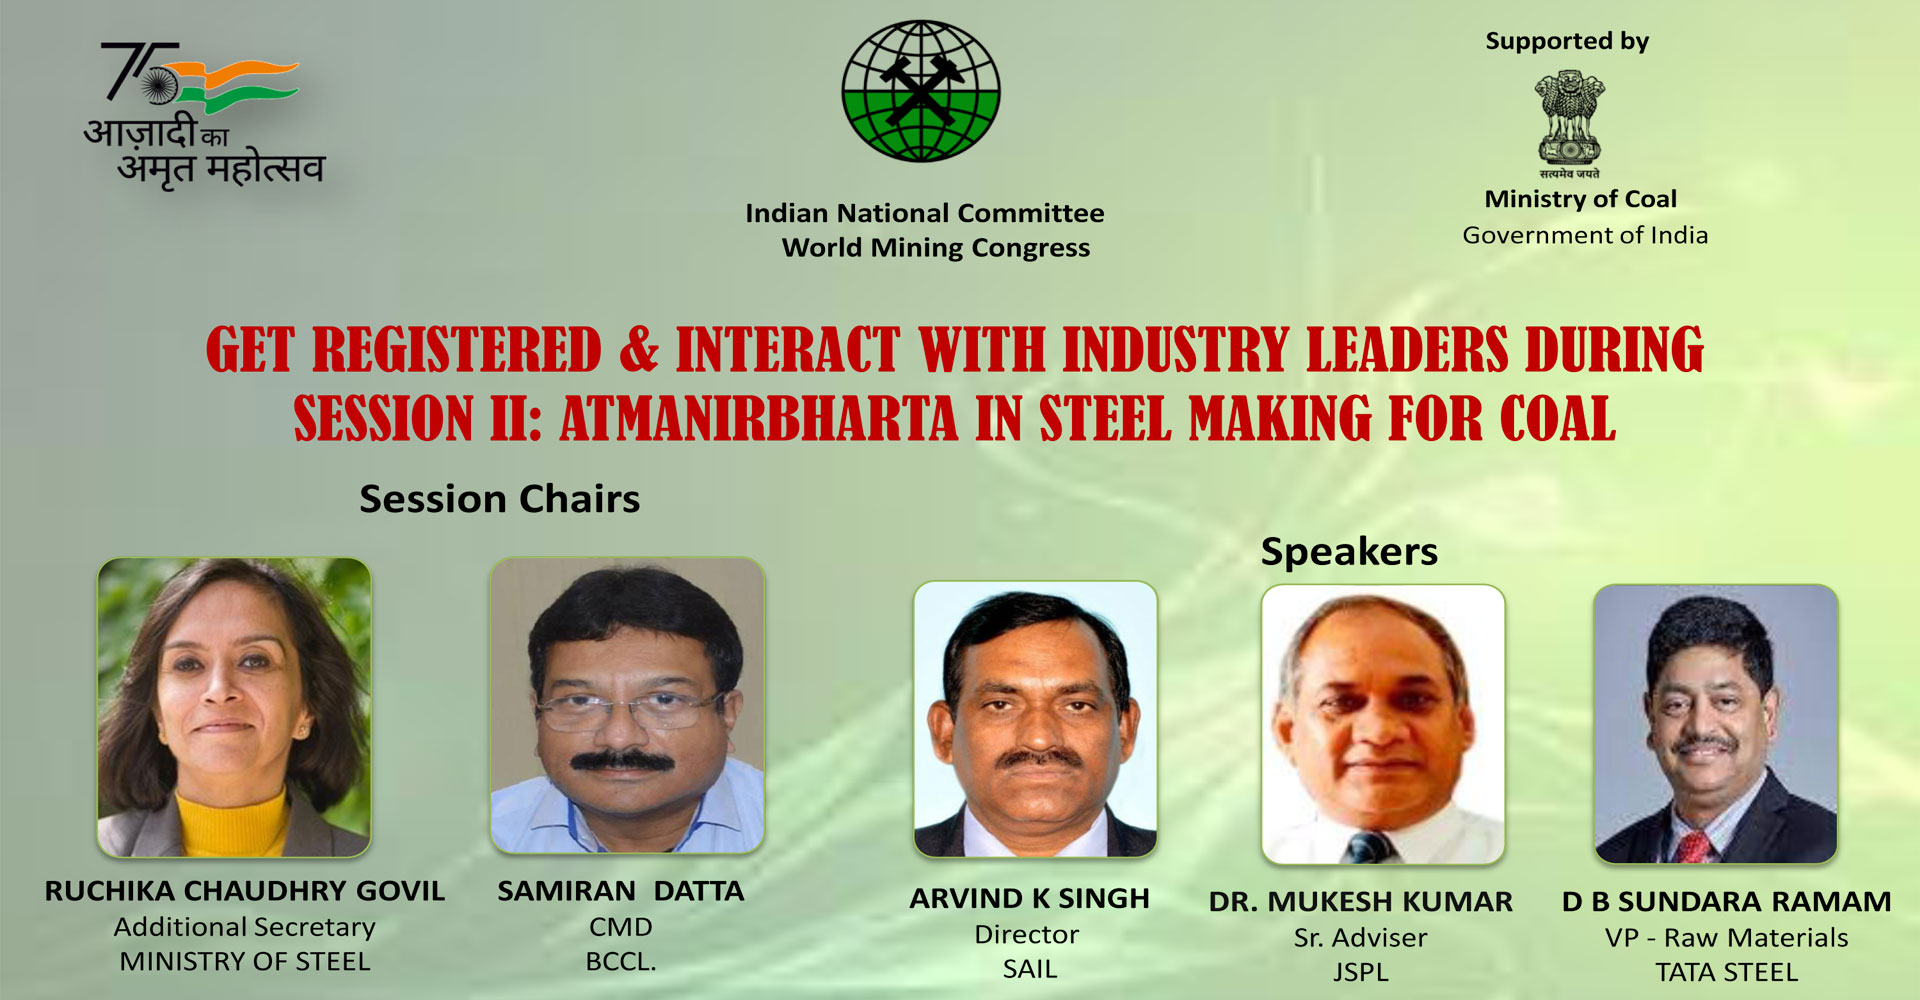 75
आज़ादी का
अमृत महोत्सव
Indian National Committee
World Mining Congress
Supported by
सत्यमेव जयते
Ministry of Coal
Government of India
GET REGISTERED & INTERACT WITH INDUSTRY LEADERS DURING
SESSION II: ATMANIRBHARTA IN STEEL MAKING FOR COAL
Session Chairs
Speakers
RUCHIKA CHAUDHRY GOVIL
Additional Secretary
MINISTRY OF STEEL
SAMIRAN DATTA
CMD
BCCL.
ARVIND K SINGH
Director
SAIL
DR. MUKESH KUMAR
Sr. Adviser
JSPL
D B SUNDARA RAMAM
VP - Raw Materials
TATA STEEL